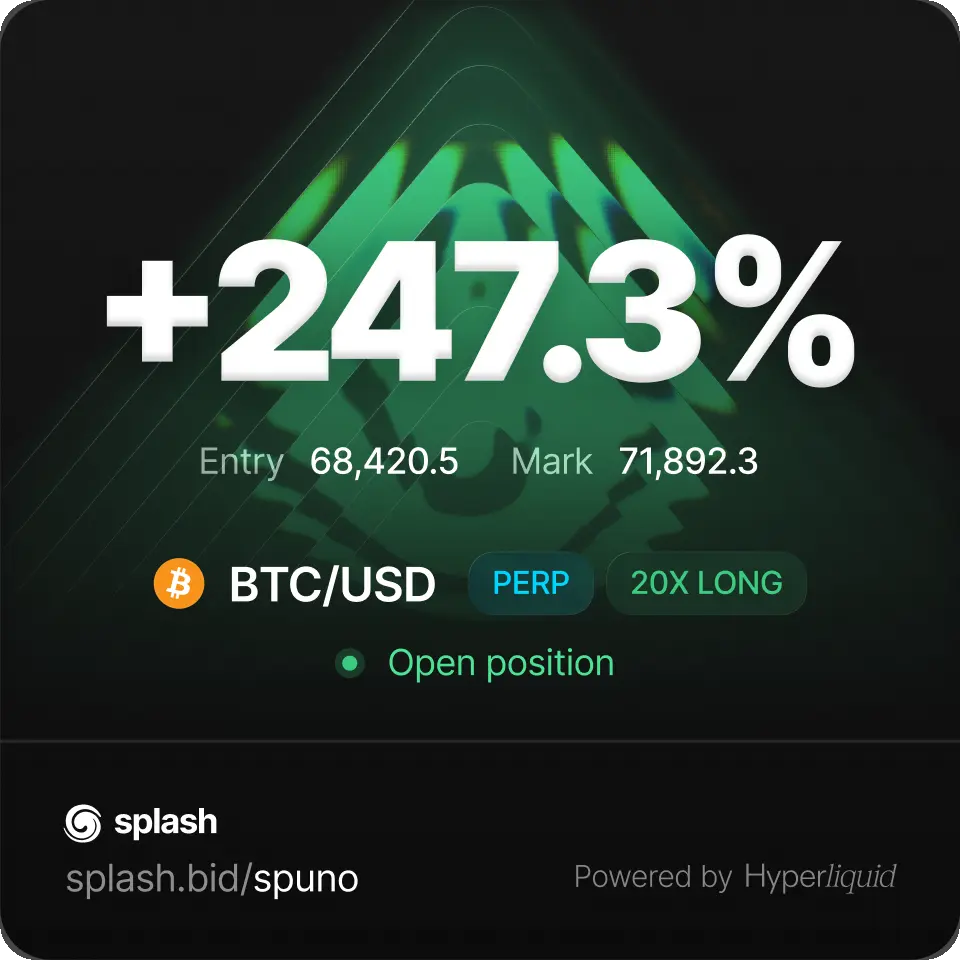 +247.3%
Entry 68,420.5 Mark 71,892.3
BTC/USD PERP 20X LONG
Open position
splash
splash.bid/spuno Powered by Hyperliquid